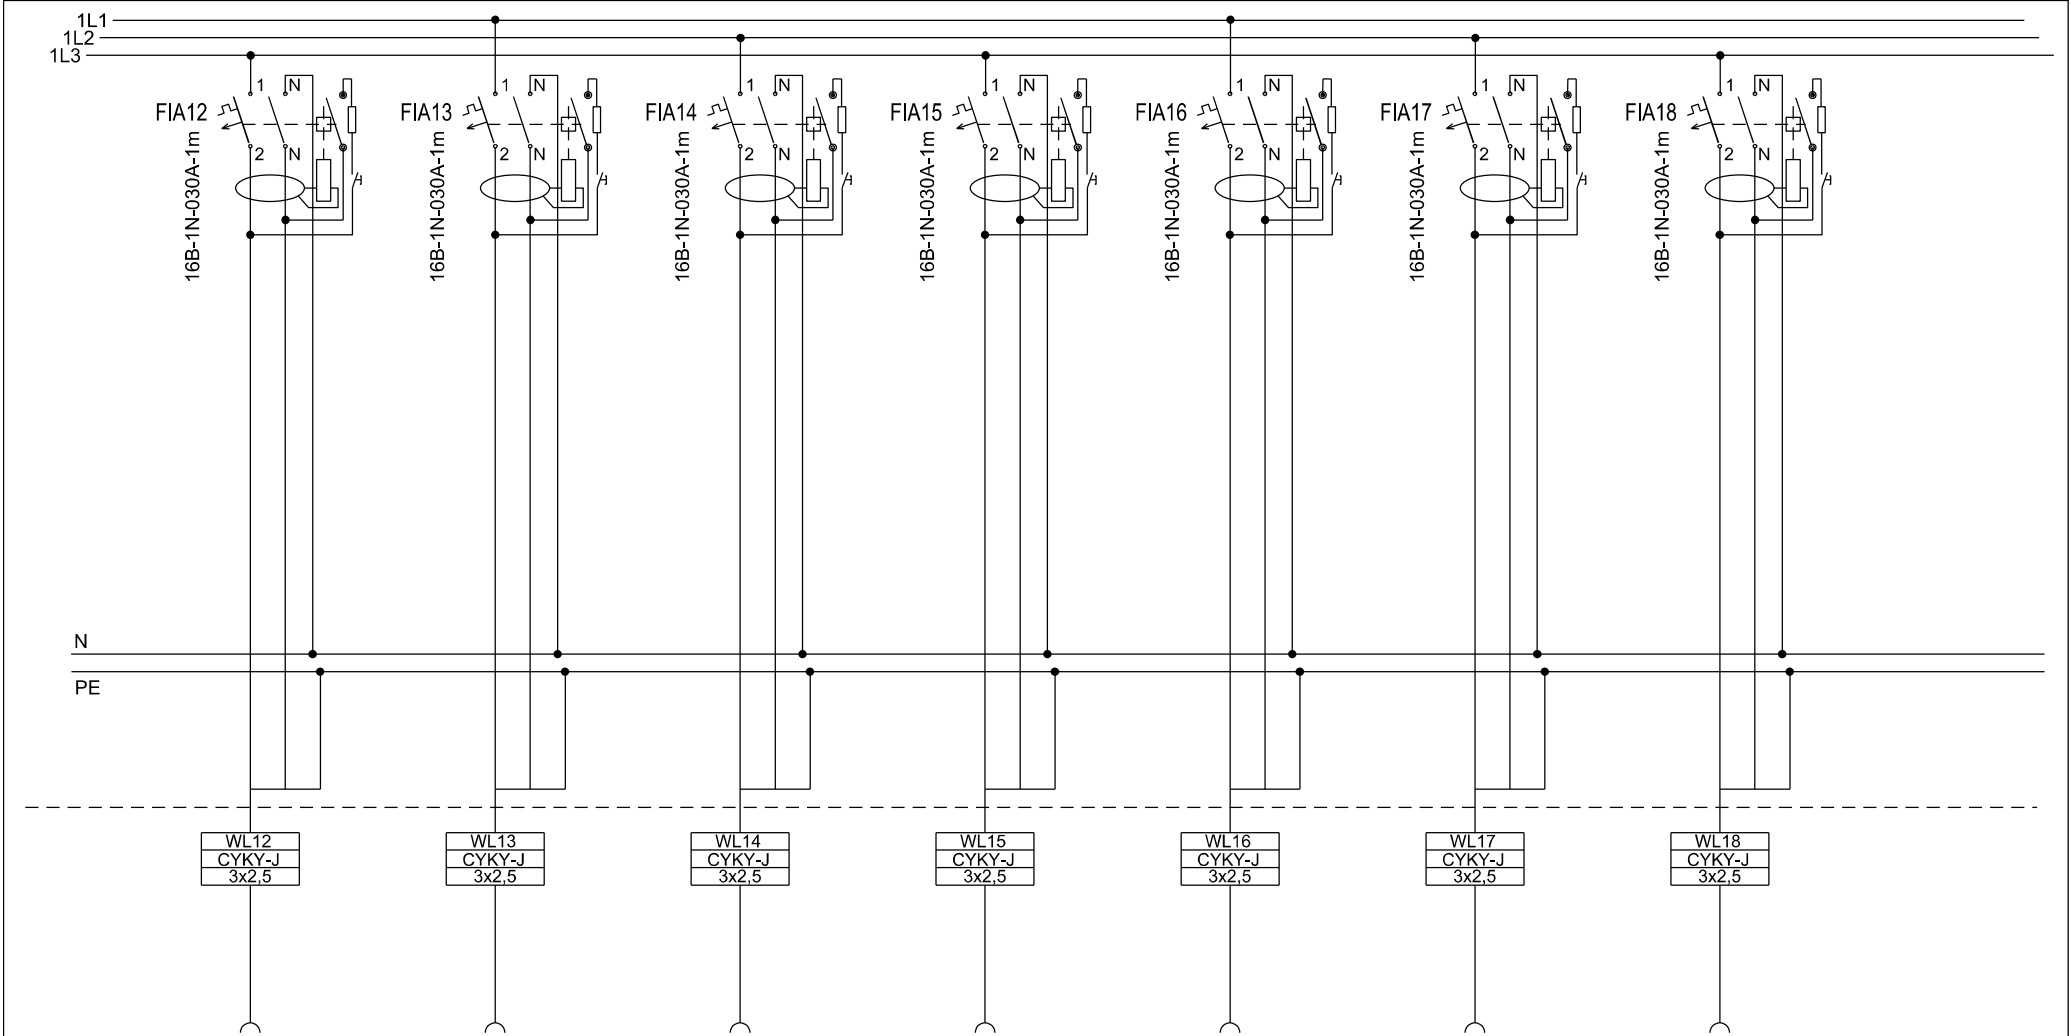 1L1
1L2
1L3
1 N
FIA12
2 N
16B-1N-030A-1m
1 N
FIA13
2 N
16B-1N-030A-1m
1 N
FIA14
2 N
16B-1N-030A-1m
1 N
FIA15
2 N
16B-1N-030A-1m
1 N
FIA16
2 N
16B-1N-030A-1m
1 N
FIA17
2 N
16B-1N-030A-1m
1 N
FIA18
2 N
16B-1N-030A-1m
N
PE
WL12
CYKY-J
3x2,5
WL13
CYKY-J
3x2,5
WL14
CYKY-J
3x2,5
WL15
CYKY-J
3x2,5
WL16
CYKY-J
3x2,5
WL17
CYKY-J
3x2,5
WL18
CYKY-J
3x2,5